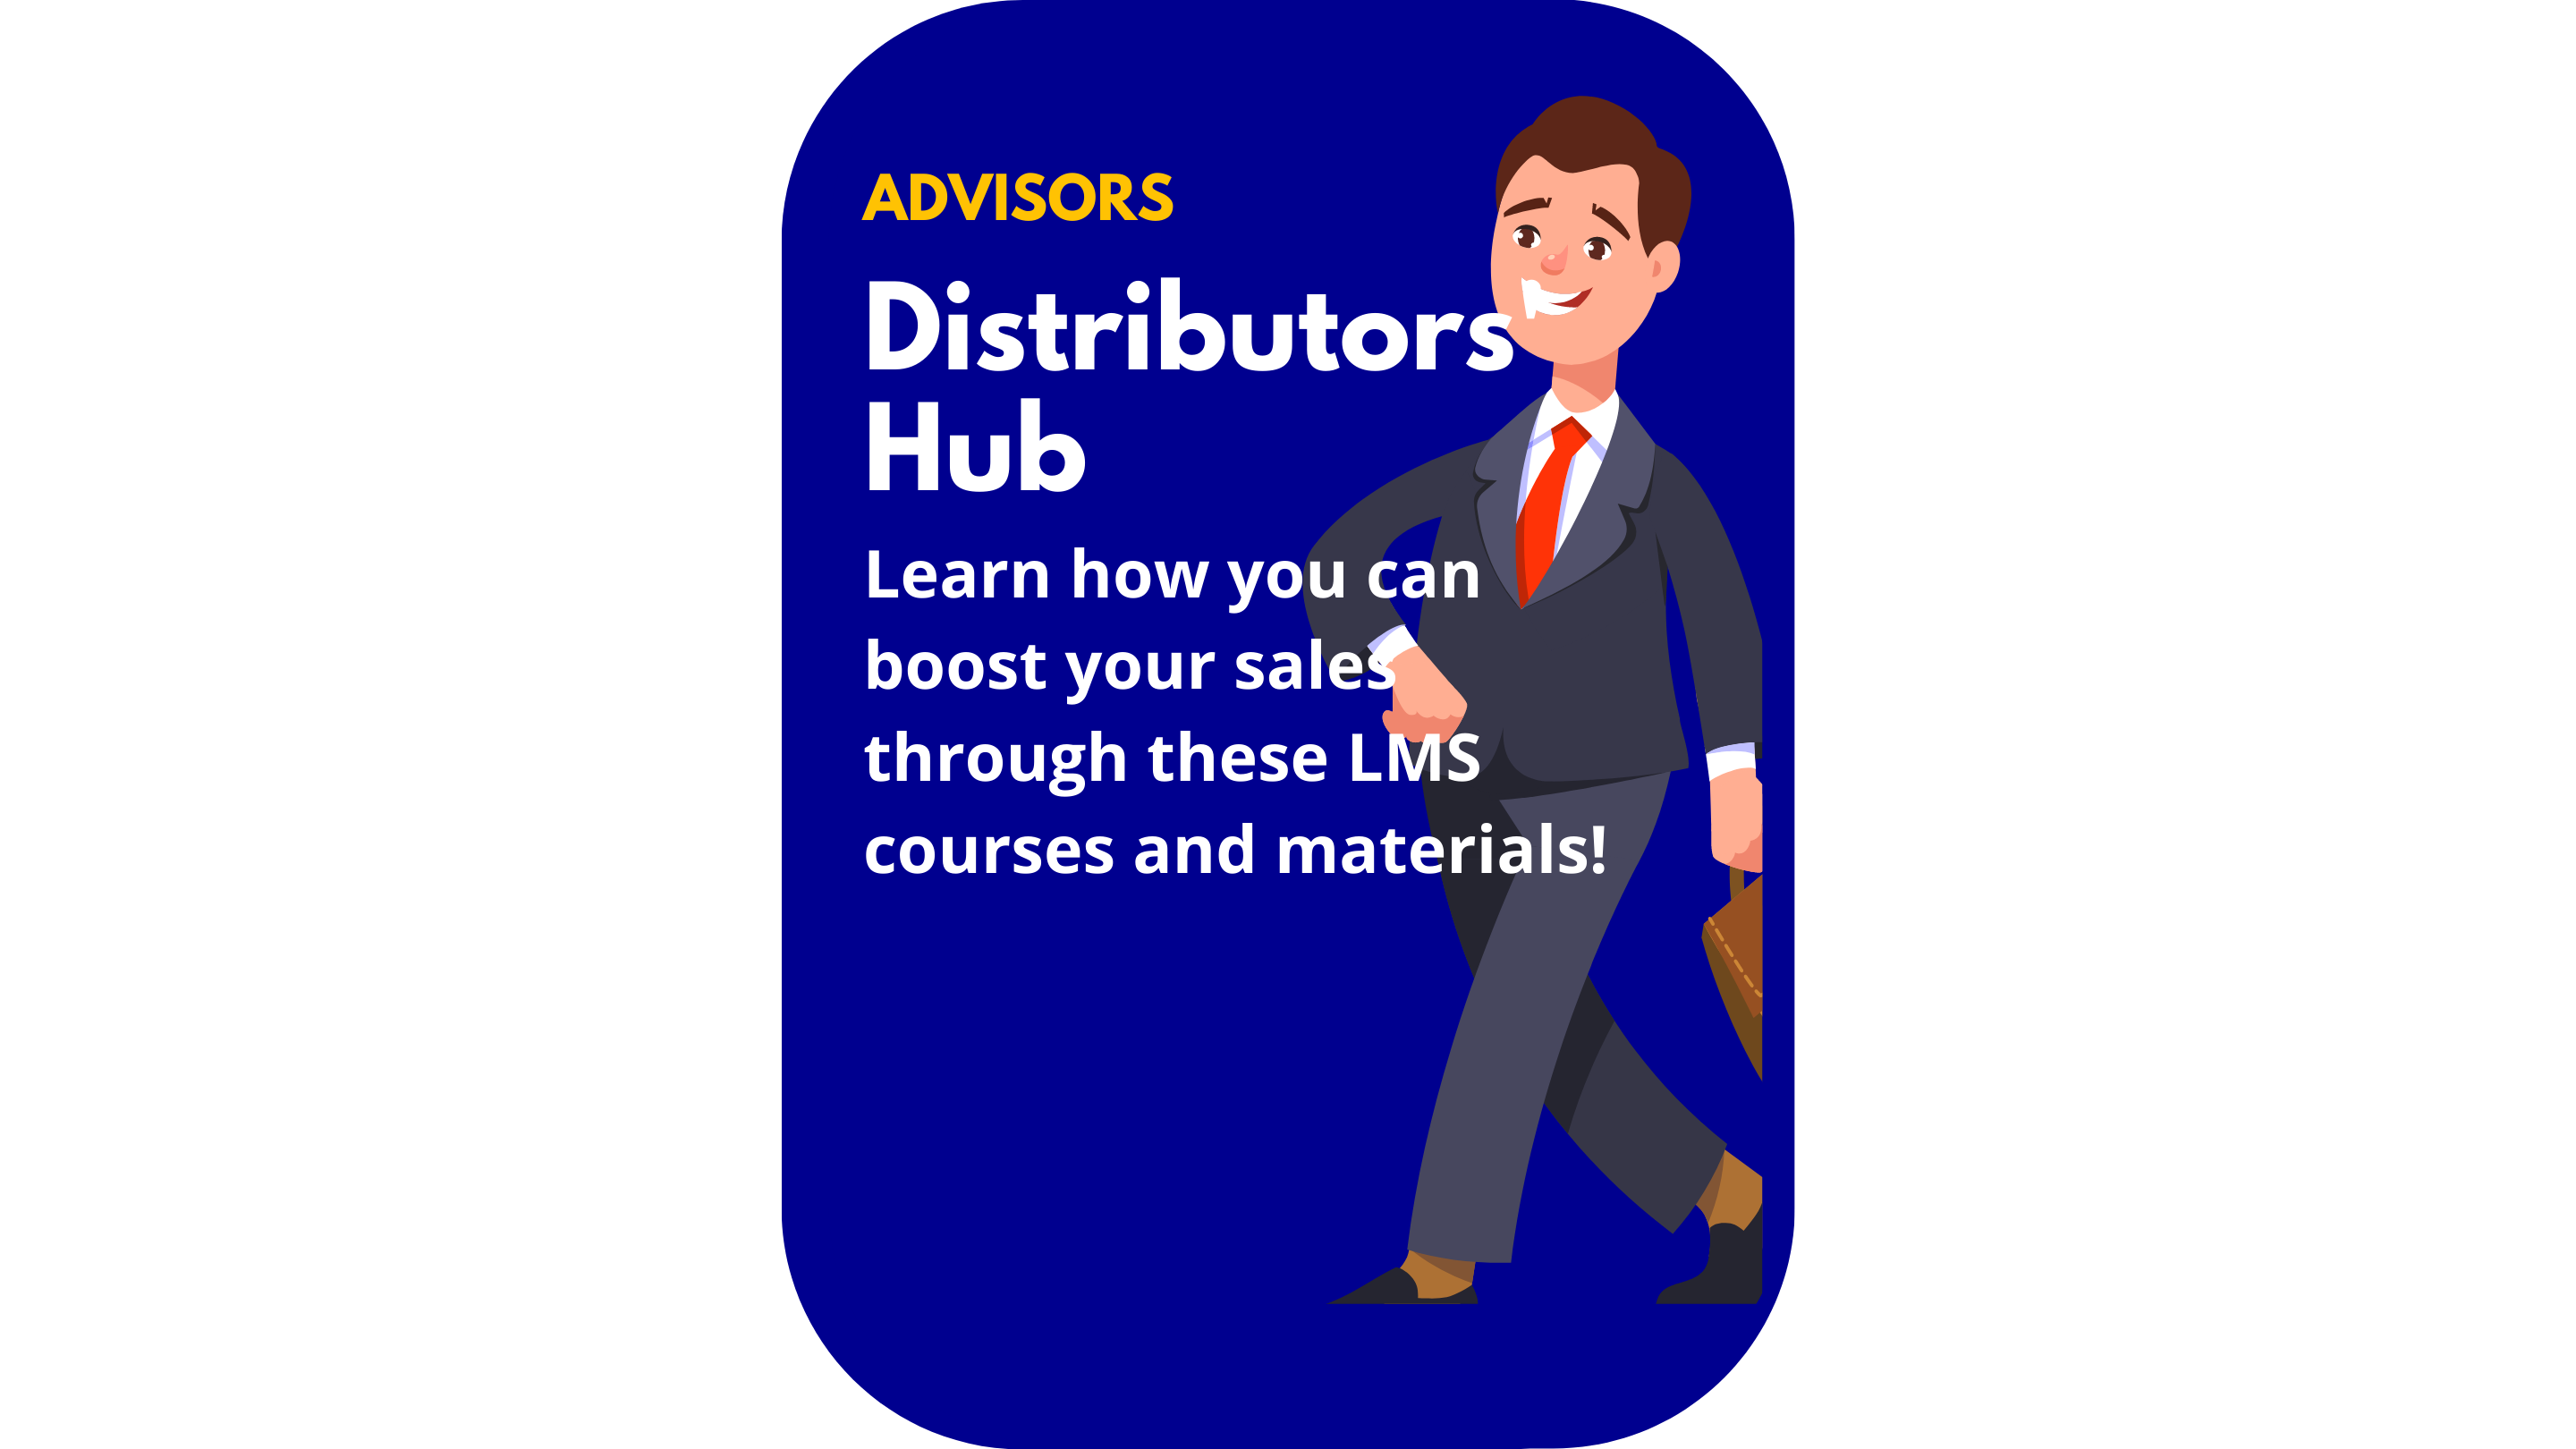 ADVISORS
Distributors'
Hub
Learn how you can
boost your sales
through these LMS
courses and materials!